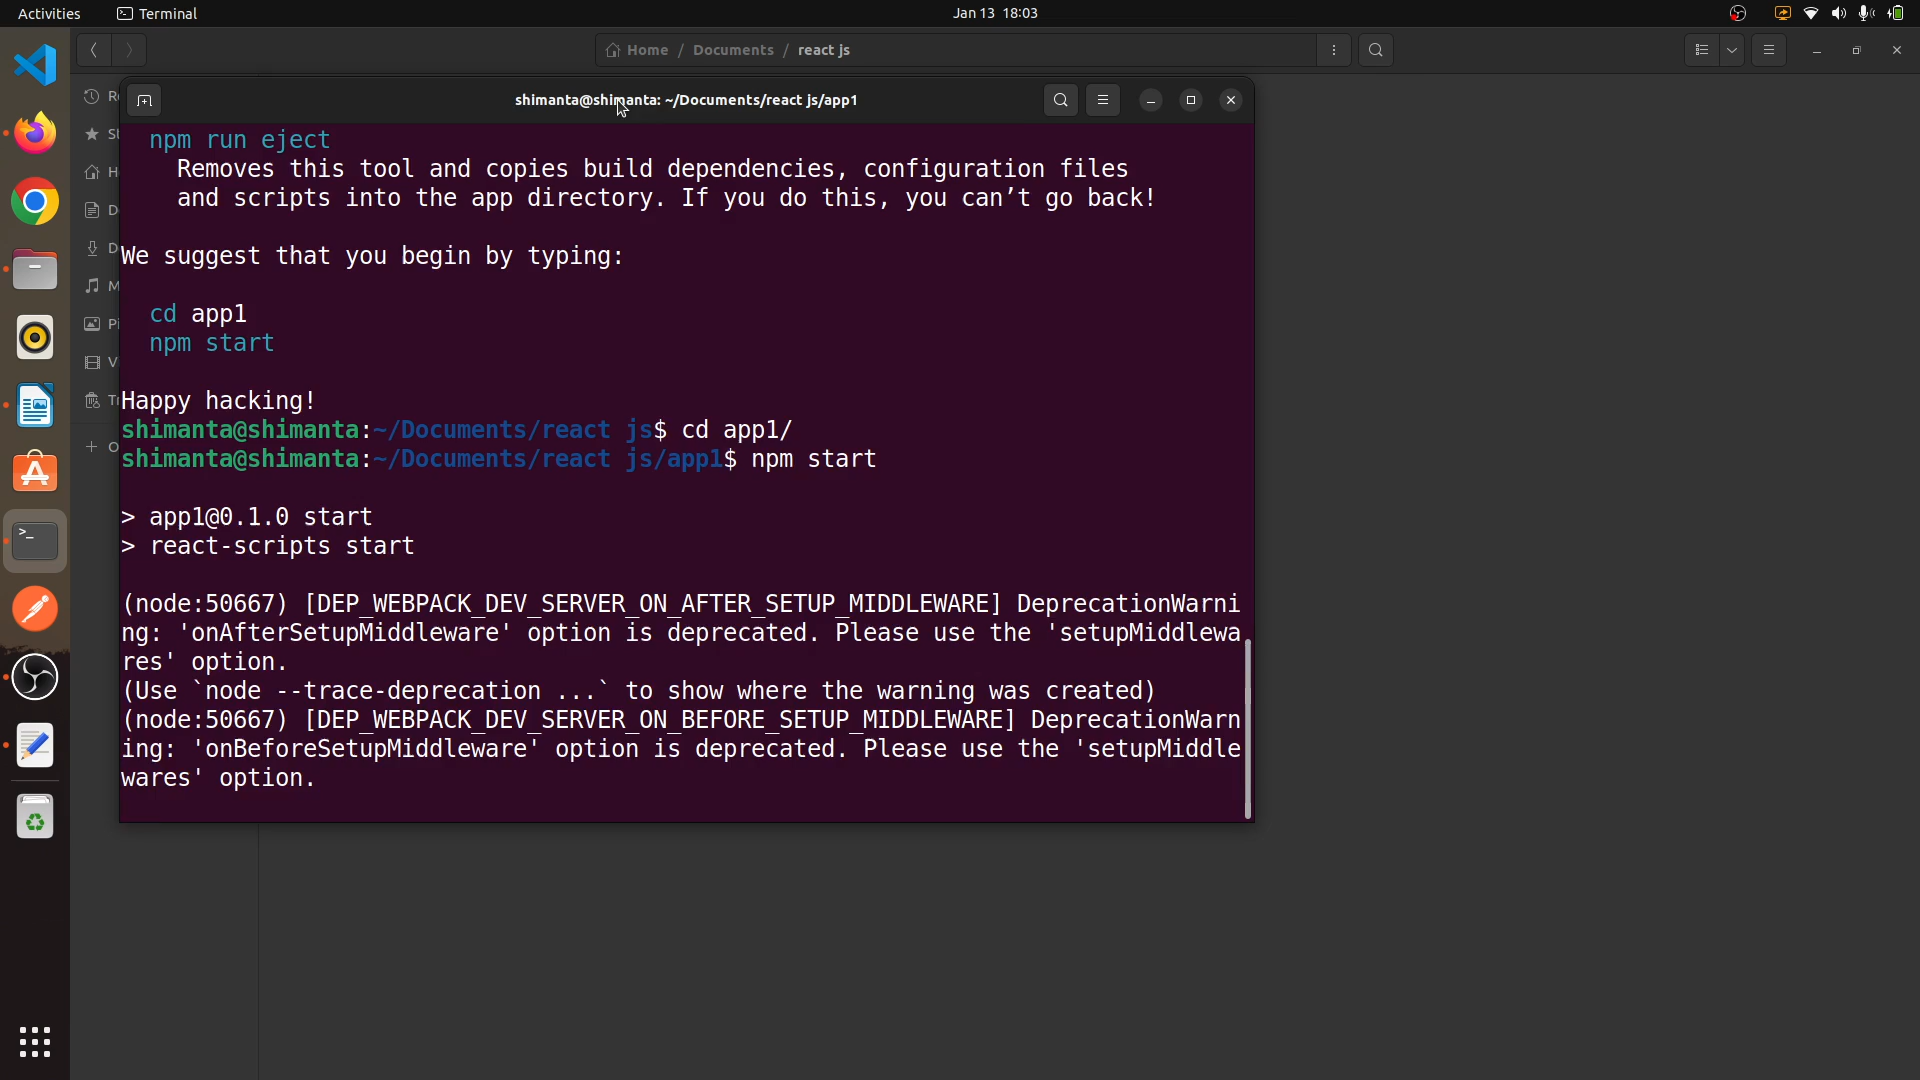 Activities
Terminal
Jan 13 18:03
Home / Documents / react js
shimanta@shimanta: ~/Documents/react js/app1
npm run eject
Removes this tool and copies build dependencies, configuration files
and scripts into the app directory. If you do this, you can’t go back!
We suggest that you begin by typing:
cd app1
npm start
Happy hacking!
shimanta@shimanta:~/Documents/react js$ cd app1/
shimanta@shimanta:~/Documents/react js/app1$ npm start
> app1@0.1.0 start
> react-scripts start
(node:50667) [DEP_WEBPACK_DEV_SERVER_ON_AFTER_SETUP_MIDDLEWARE] DeprecationWarni
ng: 'onAfterSetupMiddleware' option is deprecated. Please use the 'setupMiddlewa
res' option.
(Use `node --trace-deprecation ...` to show where the warning was created)
(node:50667) [DEP_WEBPACK_DEV_SERVER_ON_BEFORE_SETUP_MIDDLEWARE] DeprecationWarn
ing: 'onBeforeSetupMiddleware' option is deprecated. Please use the 'setupMiddle
wares' option.